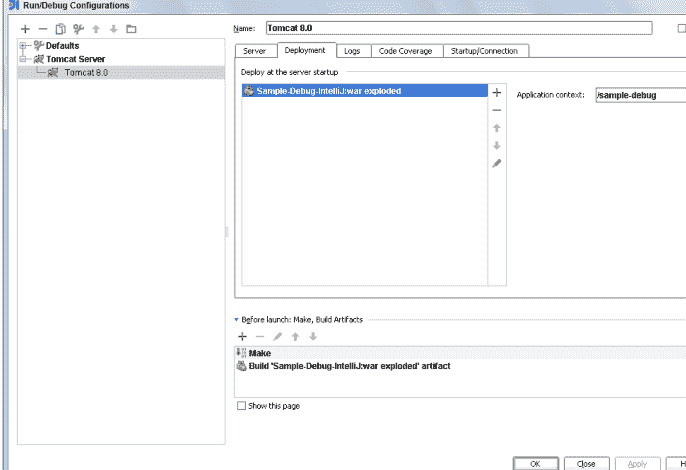 Run/Debug Configurations
Name: Tomcat 8.0
Defaults
Tomcat Server
Tomcat 8.0
Server Deployment Logs Code Coverage Startup/Connection
Deploy at the server startup
Sample-Debug-IntelliJ:war exploded
Application context: /sample-debug
Before launch: Make, Build Artifacts
Make
Build 'Sample-Debug-IntelliJ:war exploded' artifact
Show this page
OK Close Apply H